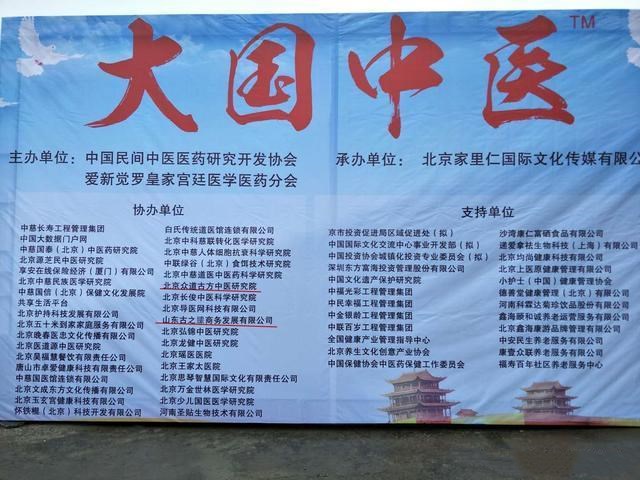 大国中医TM
主办单位：中国民间中医医药研究开发协会
爱新觉罗皇家宫廷医学医药分会
承办单位：北京家里仁国际文化传媒有限公
协办单位
中慈长寿工程管理集团
中国大数据门户网
中慈国泰（北京）中医药研究院
北京源芝民中医研究院
享安在线保险经济（厦门）有限公司
北京中慈民族医学研究院
中慈国信（北京）保健文化发展院
共享生活平台
北京护持科技发展有限公司
北京五十米到家家庭服务有限公司
北京晚春医忠文化传播有限公司
北京医道源中医研究院
北京昊福慧餐饮有限责任公司
唐山市卓爱健康科技有限责任公司
中慈国医馆连锁有限公司
北京文成东方文化传播有限公司
北京玉玄宫健康科技有限公司
怀铁棍（北京）科技开发有限公司
白氏传统道医馆连锁有限公司
北京中科慈联转化医学研究院
北京中慈人体细胞抗衰科学研究院
中联绿谷（北京）食饵技术研究院
北京中慈道医中医药科学研究院
北京众道古方中医研究院
北京长俊中医科学研究院
北京导医网科技有限公司
山东古之
商务发展有限公司
北京弘锦中医研究院
北京龙健中医研究院
北京瑶医医院
北京王家太医院
北京思琴智慧国际文化有限责任公司
北京万金世林医学研究院
北京少儿国医医学研究院
河南圣贴生物技术有限公司
支持单位
京市投资促进局区域促进处（拟）
中国国际文化交流中心事业开发部（拟）
中国投资协会城镇化投资专业委员会（拟）
深圳东方富海投资管理股份有限公司
中国文化遗产保护研究院
中福光彩工程管理集团
中民幸福工程管理集团
中金银龄工程管理集团
中联百岁工程管理集团
全国健康产业管理指导中心
北京养生文化创意产业协会
中国保健协会中医药保健工作委员会
沙湾康仁富硒食品有限公司
递爱拿祛生物科技（上海）有限公司
北京均尚健康科技有限公司
北京上医原健康管理有限公司
小护士（中国）健康管理协会
德善堂健康管理（北京）有限公司
河南科霖达菊珍饮品股份有限公司
鑫海颐和诚养老运营有限公司
北京鑫海康游品牌管理有限公司
中安民生养老服务有限公司
康壹众联养老服务有限公司
福寿百年社区养老服务中心